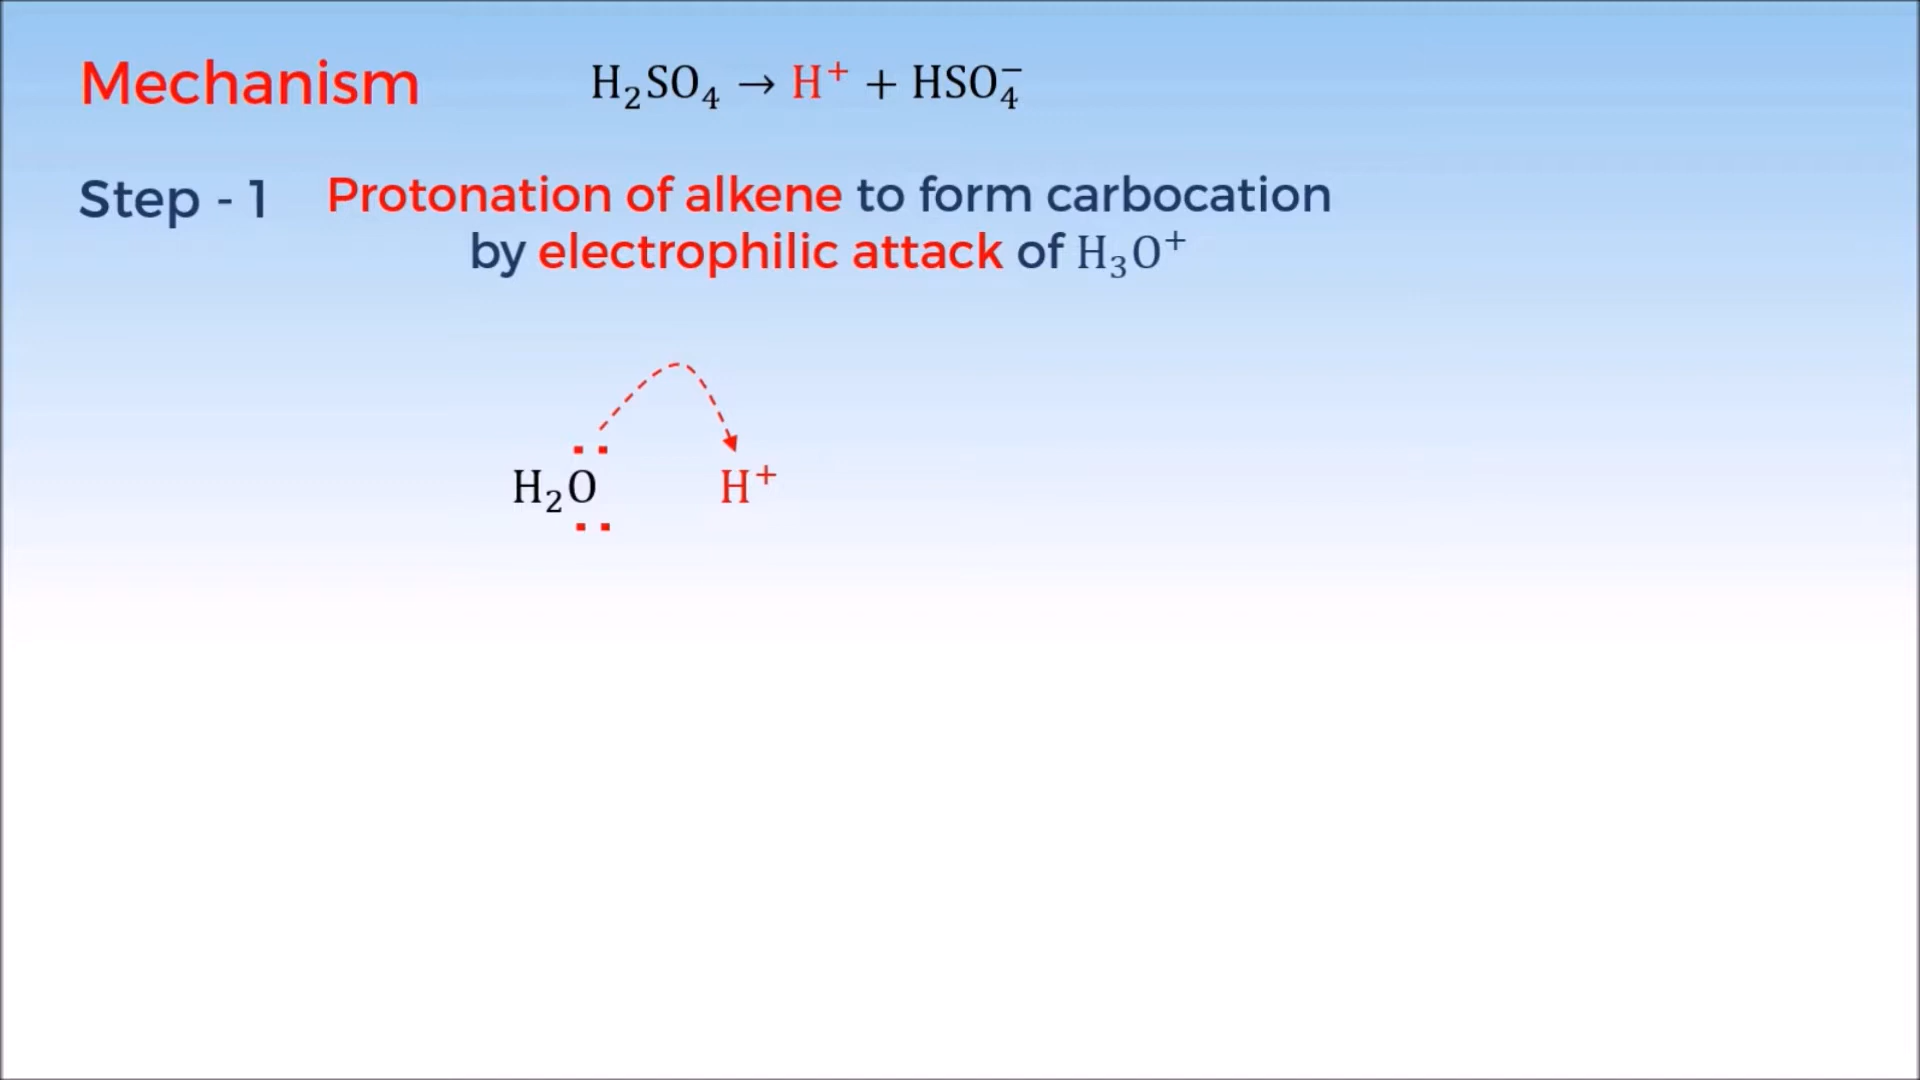 Mechanism
H₂SO₄ → H⁺ + HSO₄⁻
Step - 1
Protonation of alkene to form carbocation
by electrophilic attack of H₃O⁺
H₂O H⁺